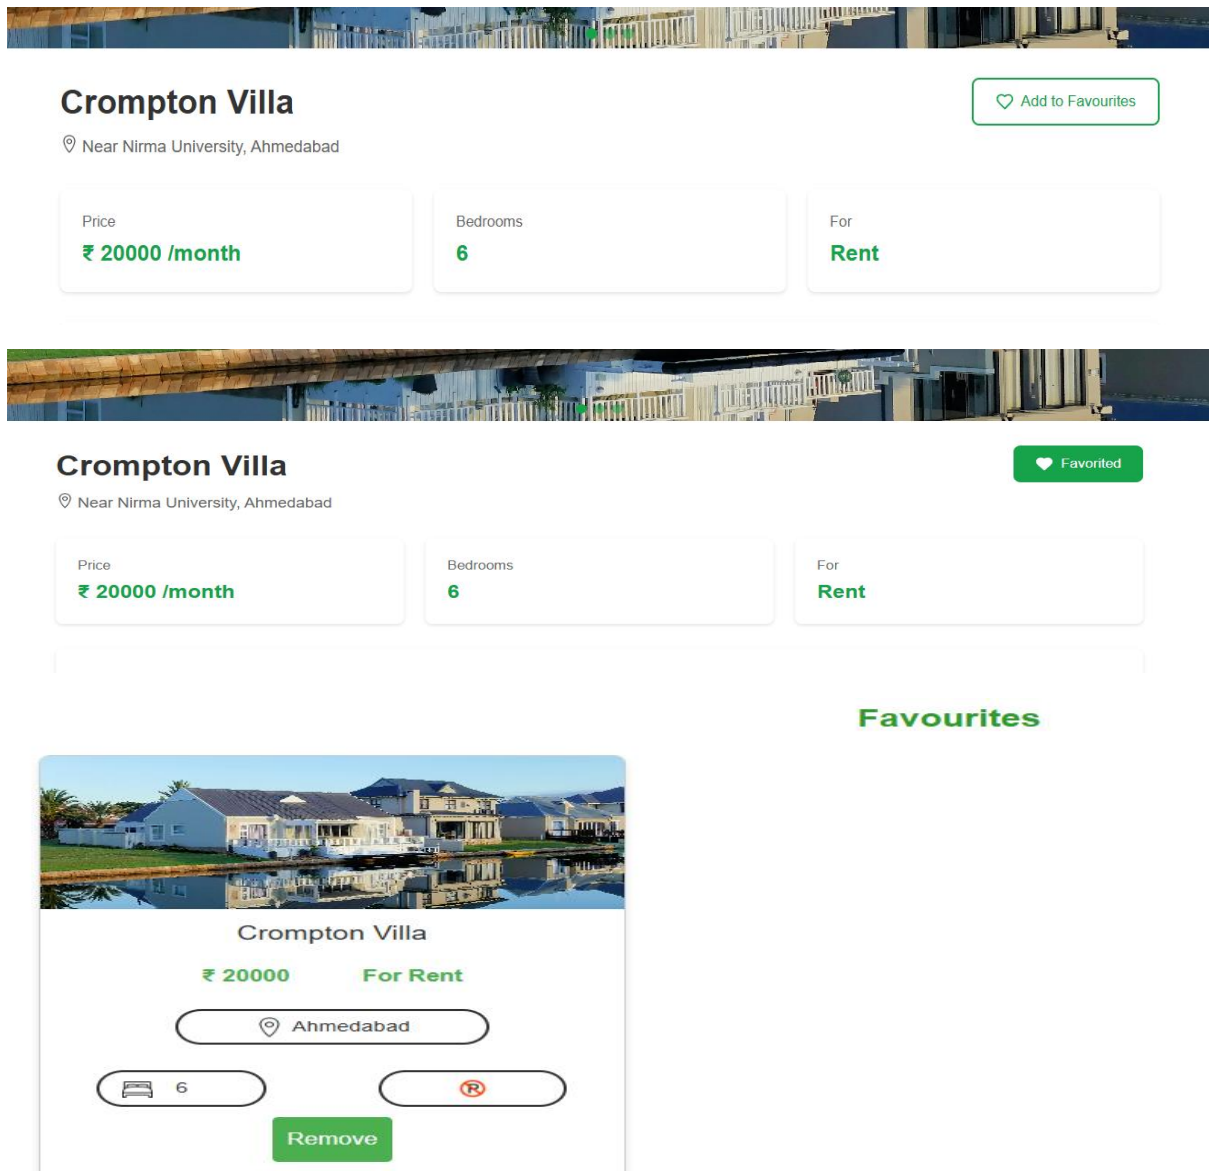 Crompton Villa
Add to Favourites
Near Nirma University, Ahmedabad
Price
Bedrooms
For
₹ 20000 /month
6
Rent
Crompton Villa
Favorited
Near Nirma University, Ahmedabad
Price
Bedrooms
For
₹ 20000 /month
6
Rent
Favourites
Crompton Villa
₹ 20000 For Rent
Ahmedabad
6 P
Remove